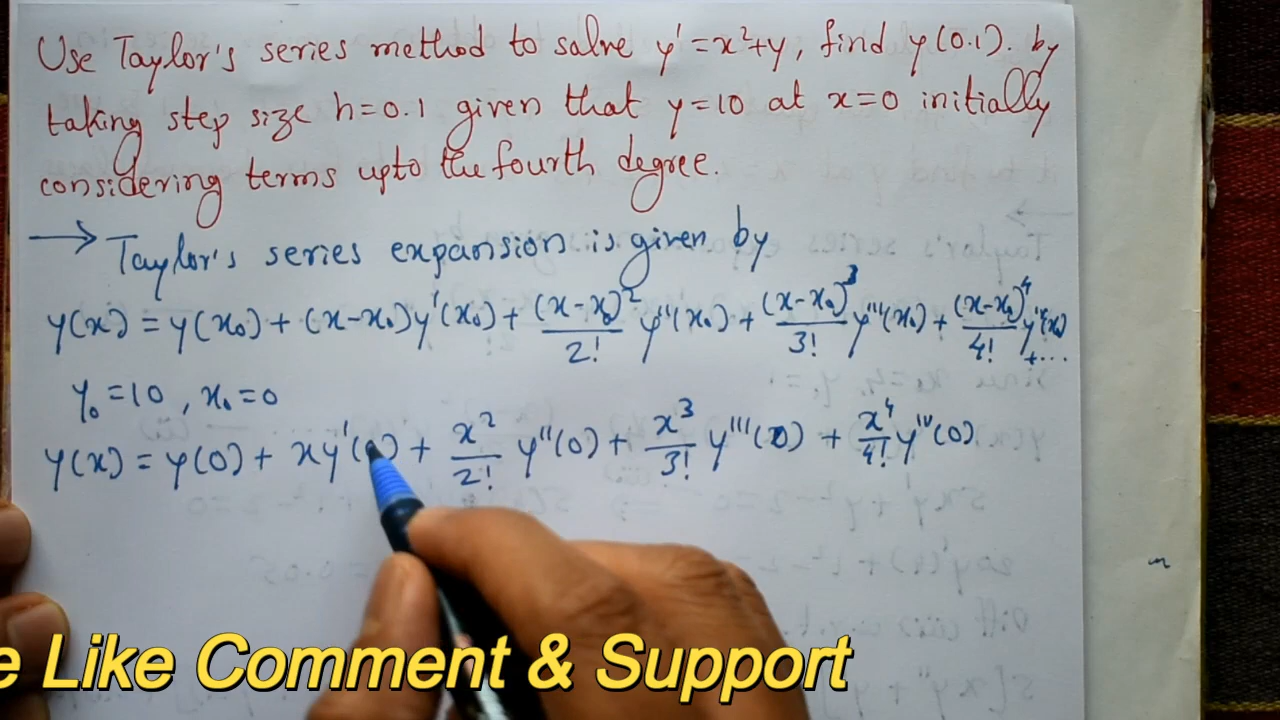 Use Taylor's series method to solve y' = x²+y, find y(0.1). by
taking step size h=0.1 given that y=10 at x=0 initially
considering terms upto the fourth degree.
→ Taylor's series expansion is given by
y(x) = y(x₀) + (x-x₀)y'(x₀) + (x-x₀)²/2! y''(x₀) + (x-x₀)³/3! y'''(x₀) + (x-x₀)⁴/4! yⁱᵛ(x₀) + ...
y₀ = 10 , x₀ = 0
y(x) = y(0) + xy'(0) + x²/2! y''(0) + x³/3! y'''(0) + x⁴/4! yⁱᵛ(0)
e Like Comment & Support